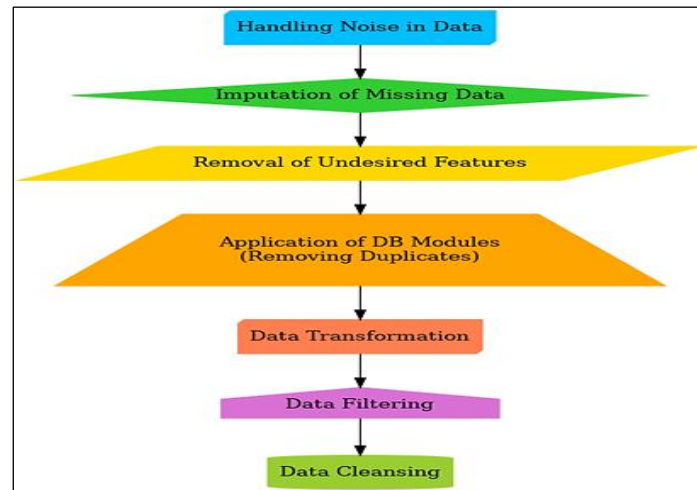 Handling Noise in Data
Imputation of Missing Data
Removal of Undesired Features
Application of DB Modules
(Removing Duplicates)
Data Transformation
Data Filtering
Data Cleansing